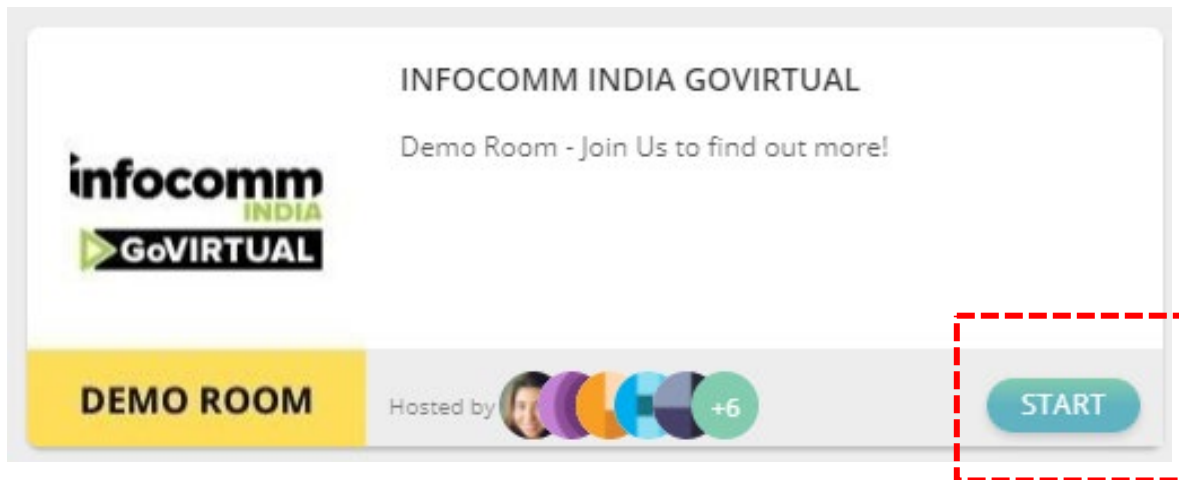 INFOCOMM INDIA GOVIRTUAL
Demo Room - Join Us to find out more!
infocomm
INDIA
GoVIRTUAL
DEMO ROOM
Hosted by
+6
START